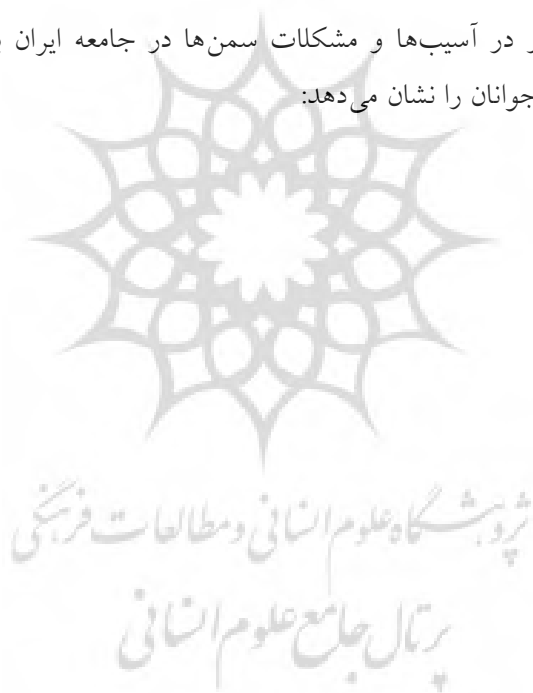 ر در آسیب‌ها و مشکلات سمن‌ها در جامعه ایران
جوانان را نشان می‌دهد:
پژوهشگاه علوم انسانی و مطالعات فرهنگی
پرتال جامع علوم انسانی